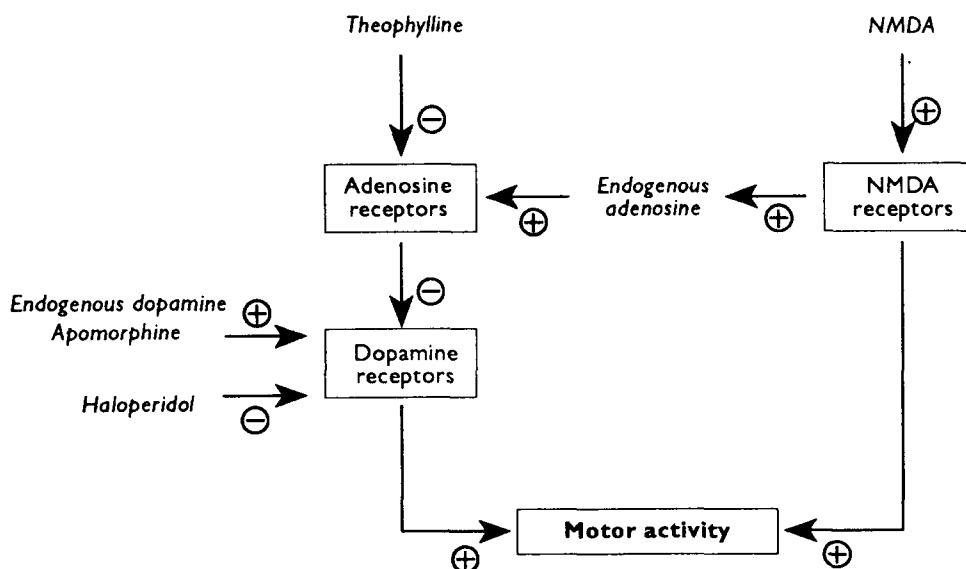 Theophylline
NMDA
⊖
⊕
Adenosine
receptors
⊕
Endogenous
adenosine
⊕
NMDA
receptors
⊖
Endogenous dopamine
Apomorphine
⊕
Dopamine
receptors
Haloperidol
⊖
Motor activity
⊕
⊕